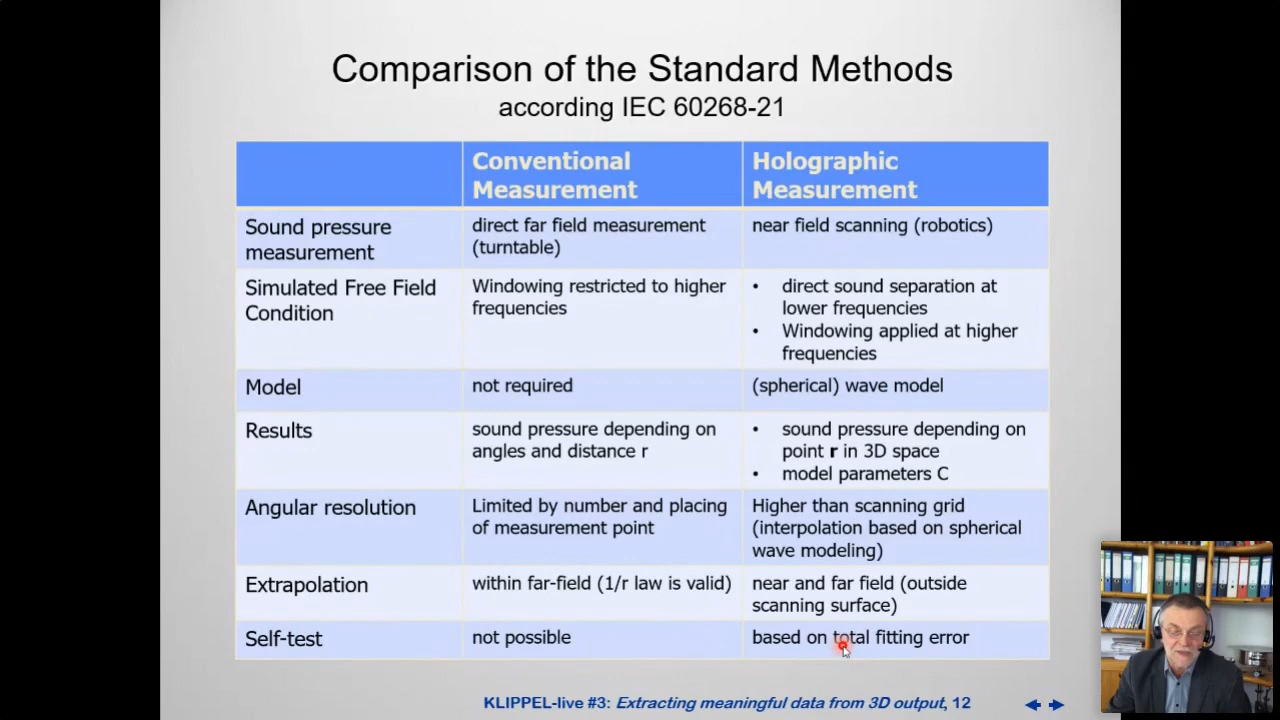 Comparison of the Standard Methods
according IEC 60268-21
Conventional
Measurement
Holographic
Measurement
Sound pressure
measurement
direct far field measurement
(turntable)
near field scanning (robotics)
Simulated Free Field
Condition
Windowing restricted to higher
frequencies
• direct sound separation at
lower frequencies
• Windowing applied at higher
frequencies
Model
not required
(spherical) wave model
Results
sound pressure depending on
angles and distance r
• sound pressure depending on
point r in 3D space
• model parameters C
Angular resolution
Limited by number and placing
of measurement point
Higher than scanning grid
(interpolation based on spherical
wave modeling)
Extrapolation
within far-field (1/r law is valid)
near and far field (outside
scanning surface)
Self-test
not possible
based on total fitting error
KLIPPEL-live #3: Extracting meaningful data from 3D output, 12